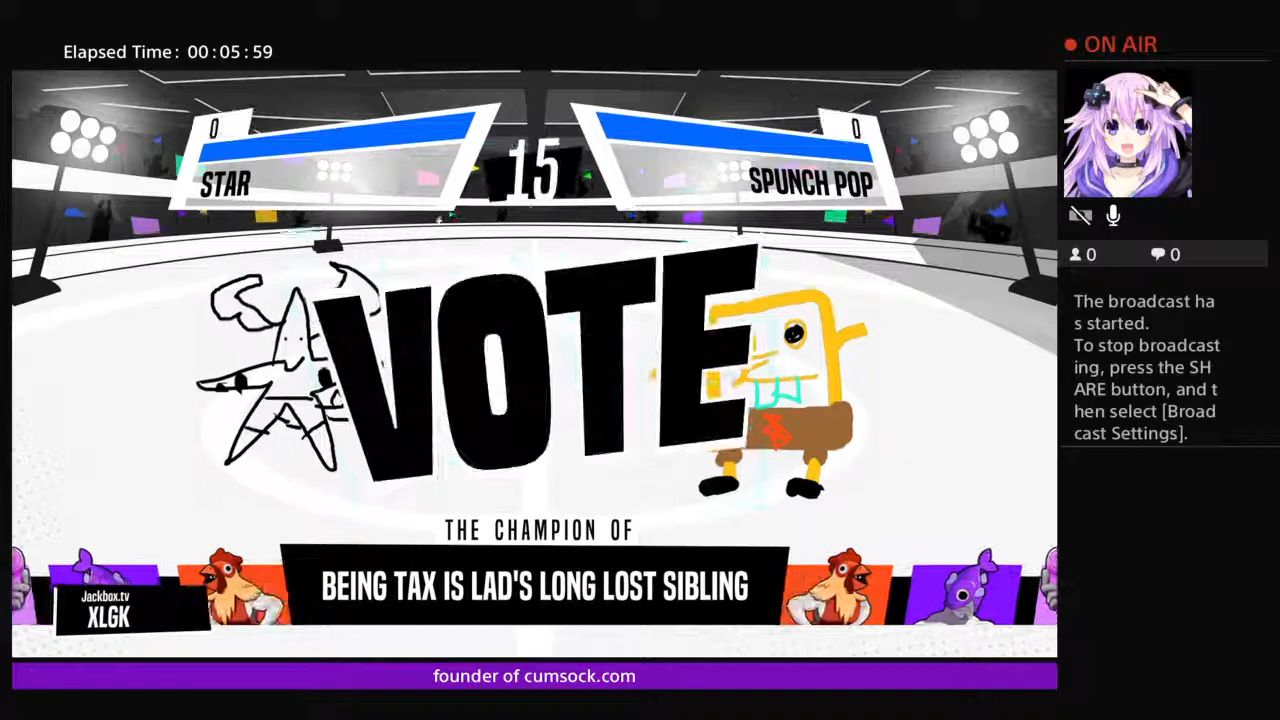 Elapsed Time: 00:05:59
ON AIR
0
STAR
15
0
SPUNCH POP
VOTE
THE CHAMPION OF
BEING TAX IS LAD'S LONG LOST SIBLING
Jackbox.tv
XLGK
founder of cumsock.com
0
0
The broadcast ha
s started.
To stop broadcast
ing, press the SH
ARE button, and t
hen select [Broad
cast Settings].